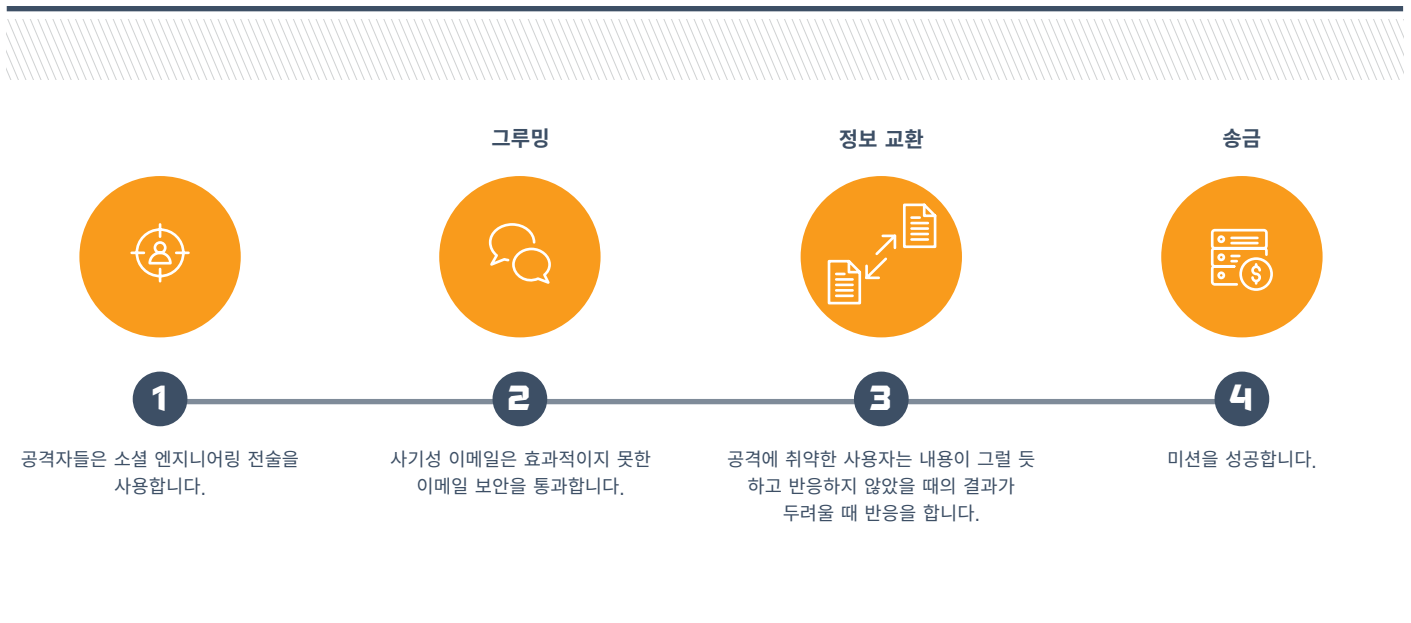 그루밍
정보 교환
송금
1
2
3
4
공격자들은 소셜 엔지니어링 전술을
사용합니다.
사기성 이메일은 효과적이지 못한
이메일 보안을 통과합니다.
공격에 취약한 사용자는 내용이 그럴 듯
하고 반응하지 않았을 때의 결과가
두려울 때 반응을 합니다.
미션을 성공합니다.